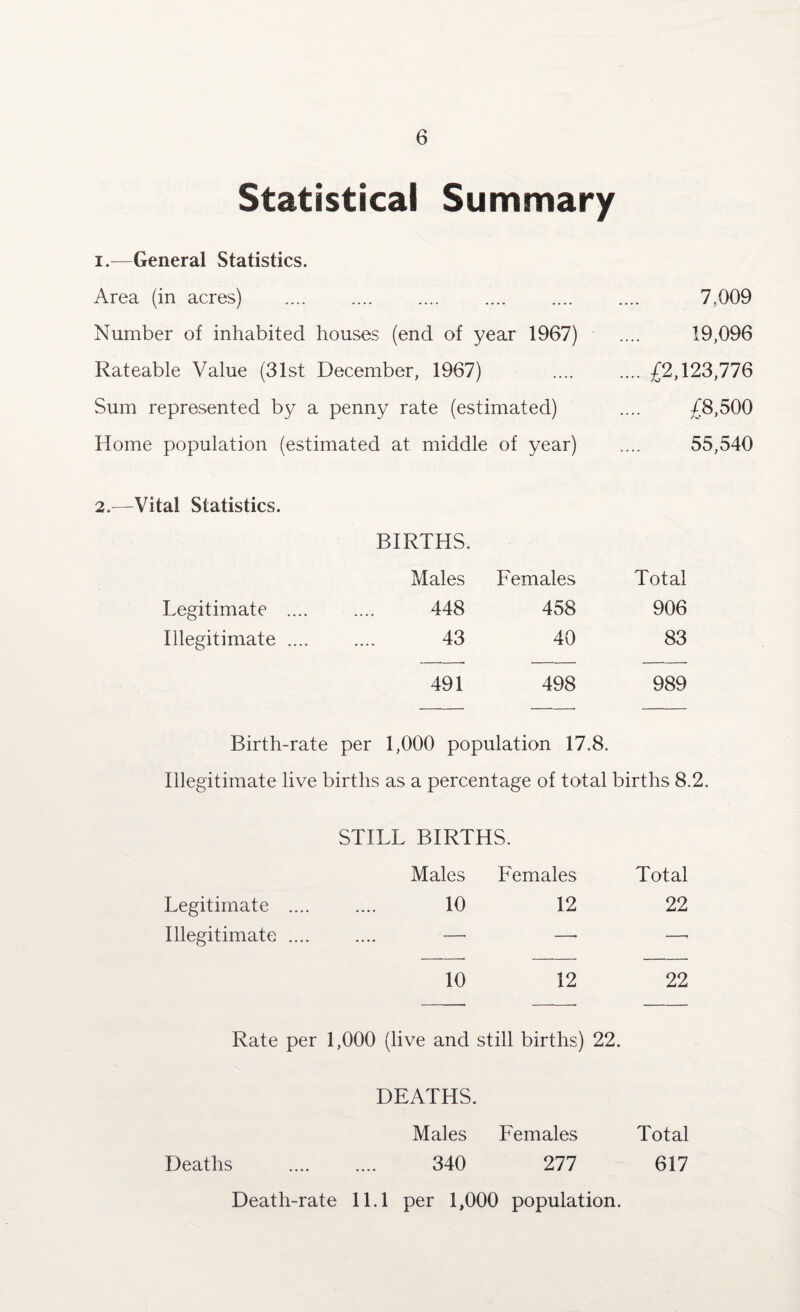 6
Statistical Summary
1.—General Statistics.
Area (in acres) .... .... .... .... .... .... 7,009
Number of inhabited houses (end of year 1967) .... 19,096
Rateable Value (31st December, 1967) .... .... £2,123,776
Sum represented by a penny rate (estimated) .... £8,500
Home population (estimated at middle of year) .... 55,540
2.—Vital Statistics.
BIRTHS.
Males Females Total
Legitimate .... .... 448 458 906
Illegitimate .... .... 43 40 83
491 498 989
Birth-rate per 1,000 population 17.8.
Illegitimate live births as a percentage of total births 8.2.
STILL BIRTHS.
Males Females Total
Legitimate .... .... 10 12 22
Illegitimate .... .... — — —
10 12 22
Rate per 1,000 (live and still births) 22.
DEATHS.
Males Females Total
Deaths .... .... 340 277 617
Death-rate 11.1 per 1,000 population.